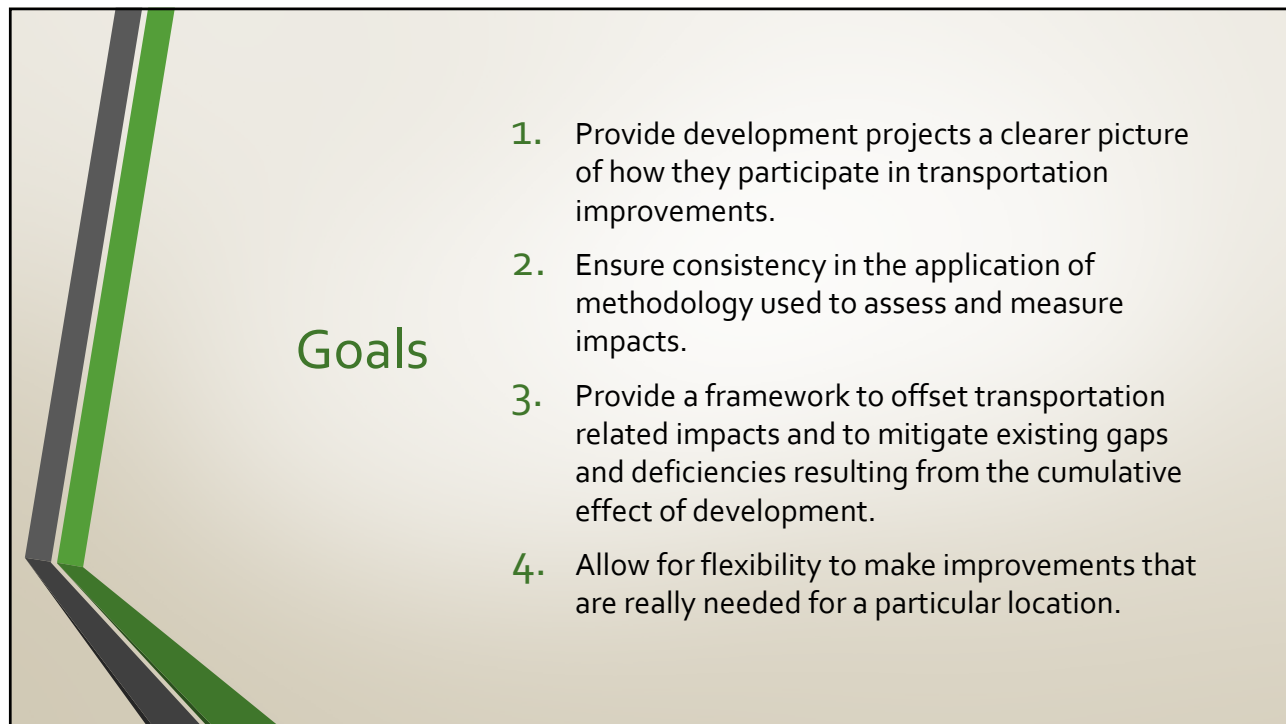 Goals
1. Provide development projects a clearer picture
of how they participate in transportation
improvements.
2. Ensure consistency in the application of
methodology used to assess and measure
impacts.
3. Provide a framework to offset transportation
related impacts and to mitigate existing gaps
and deficiencies resulting from the cumulative
effect of development.
4. Allow for flexibility to make improvements that
are really needed for a particular location.